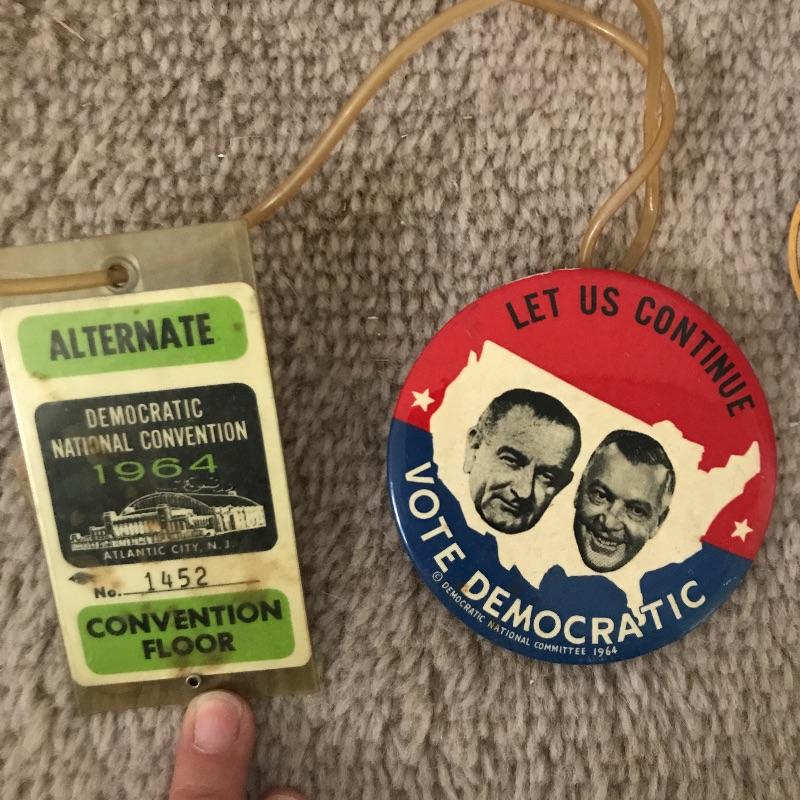 ALTERNATE
DEMOCRATIC
NATIONAL CONVENTION
1964
ATLANTIC CITY, N.J.
No. 1452
CONVENTION
FLOOR
LET US CONTINUE
VOTE DEMOCRATIC
© DEMOCRATIC NATIONAL COMMITTEE 1964